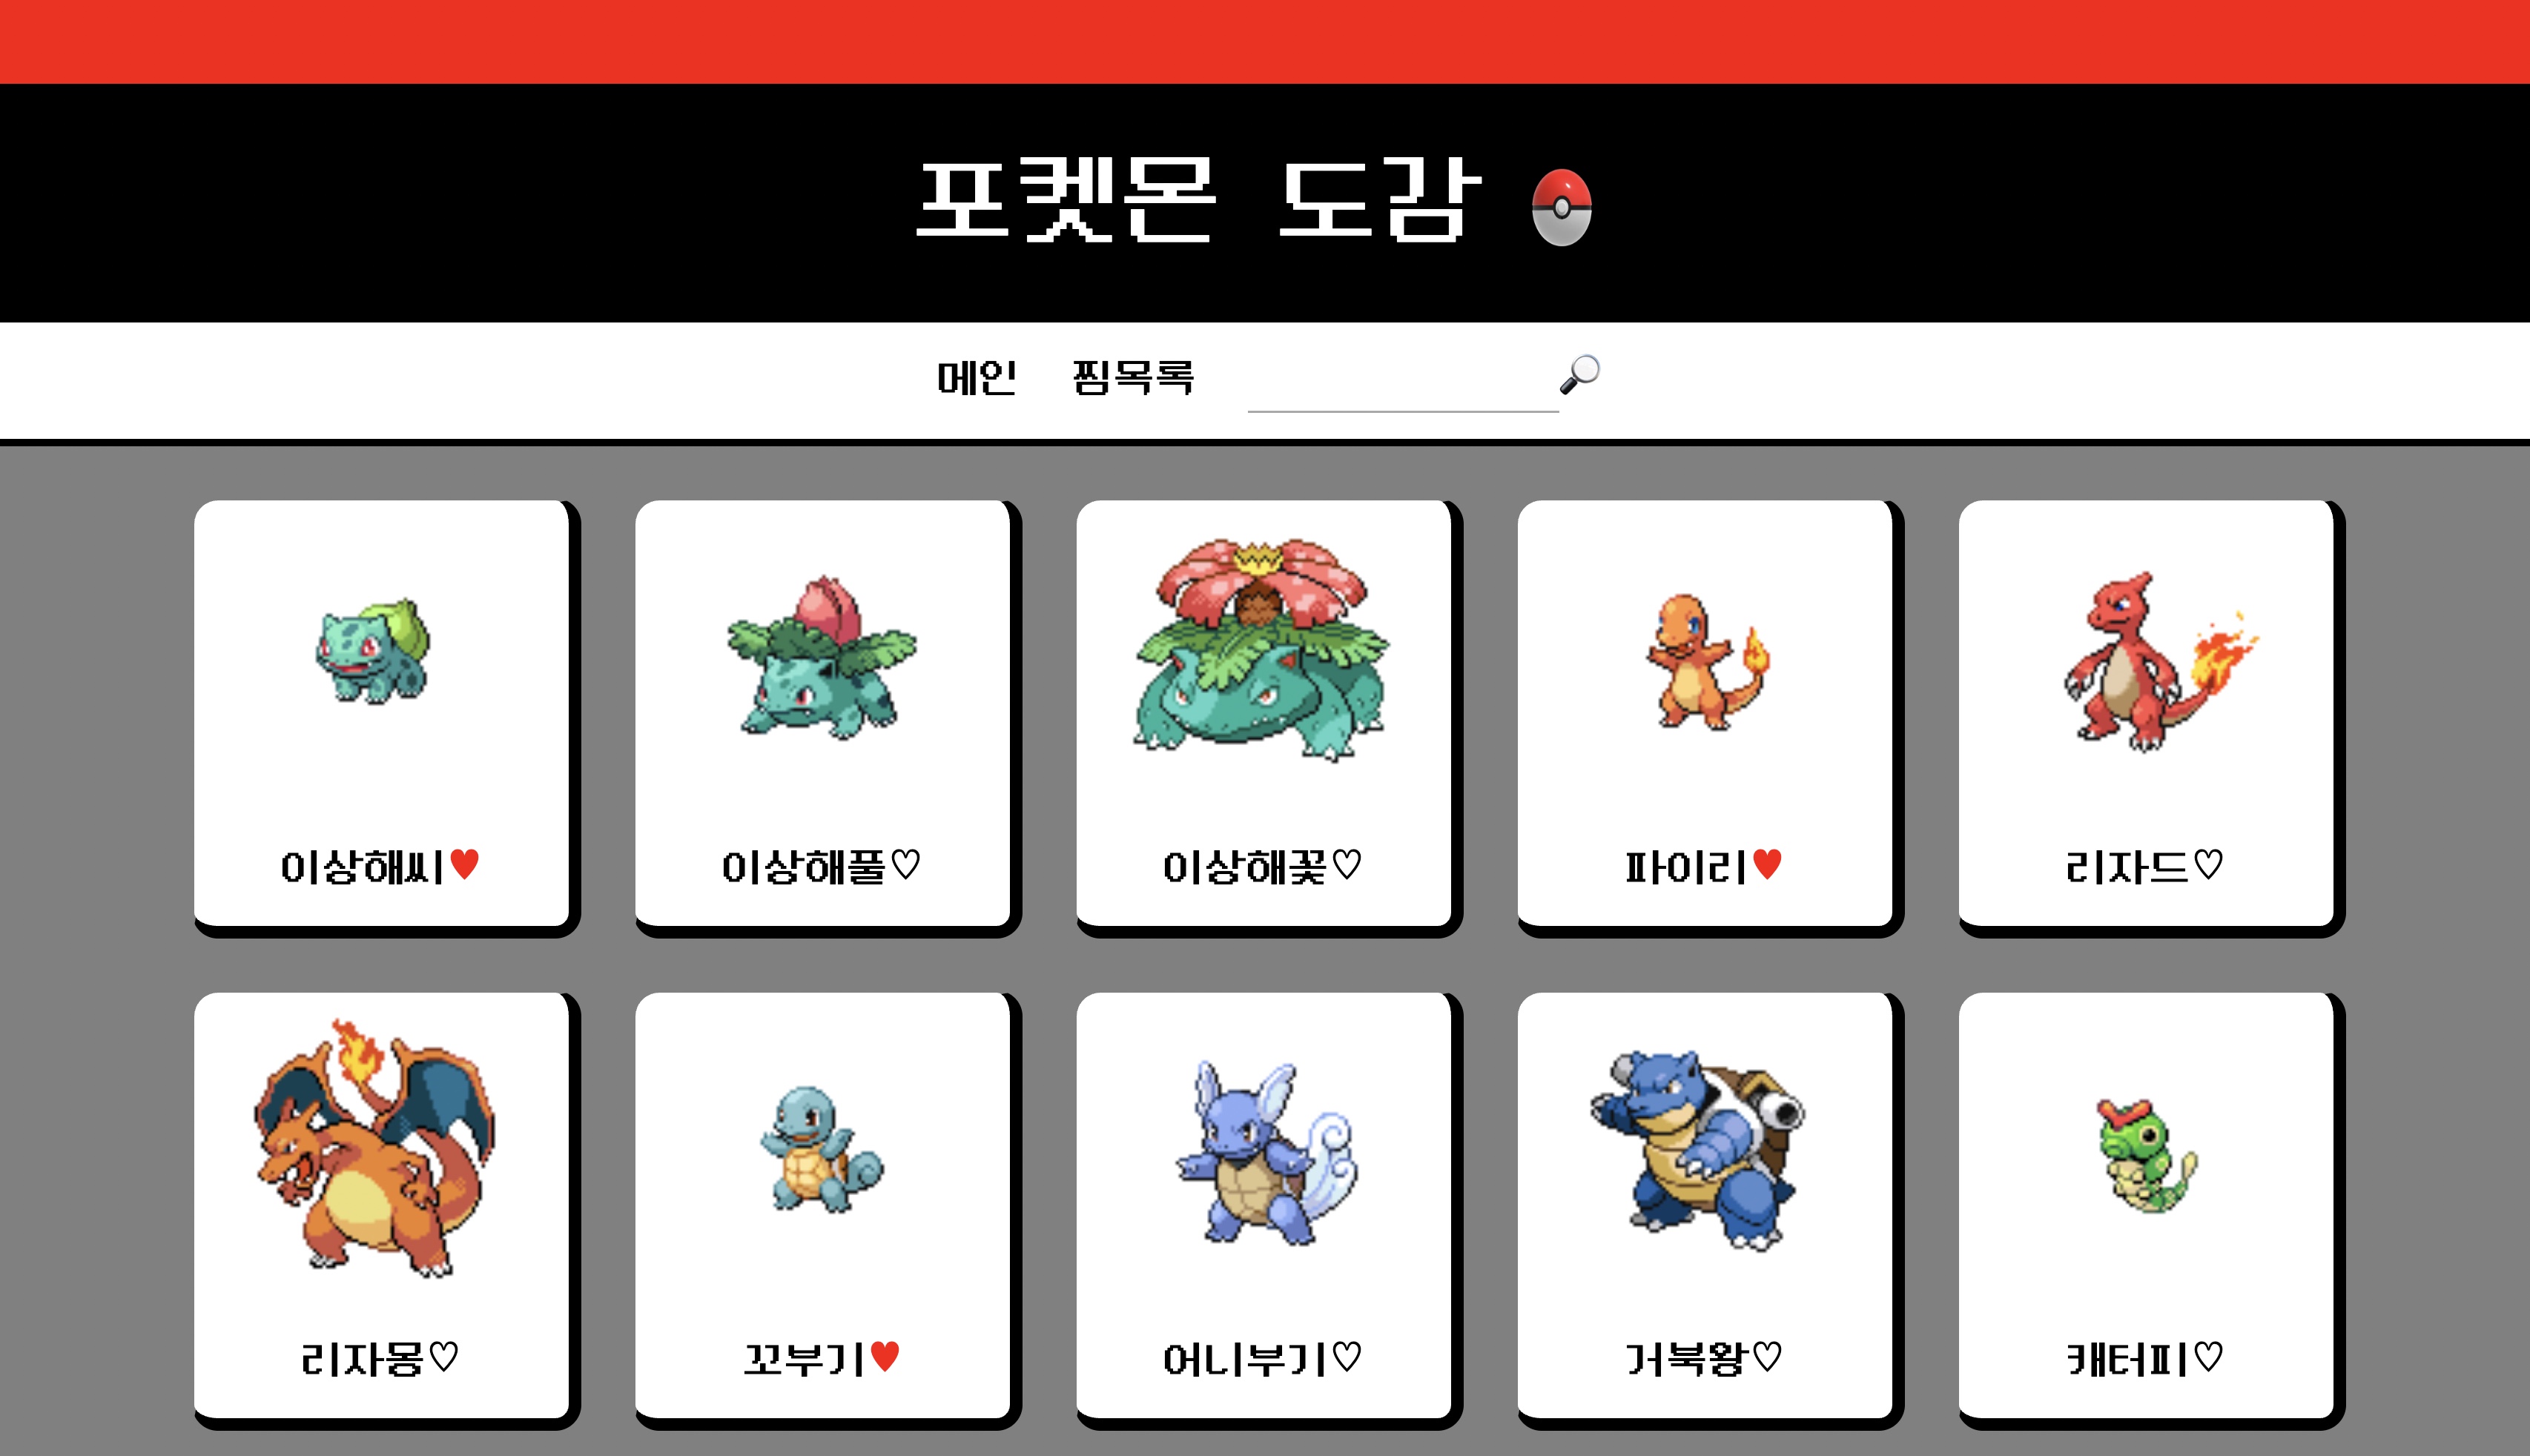 포켓몬 도감
메인 찜목록
이상해씨♥ 이상해풀♡ 이상해꽃♡ 파이리♥ 리자드♡
리자몽♡ 꼬부기♥ 어니부기♡ 거북왕♡ 캐터피♡